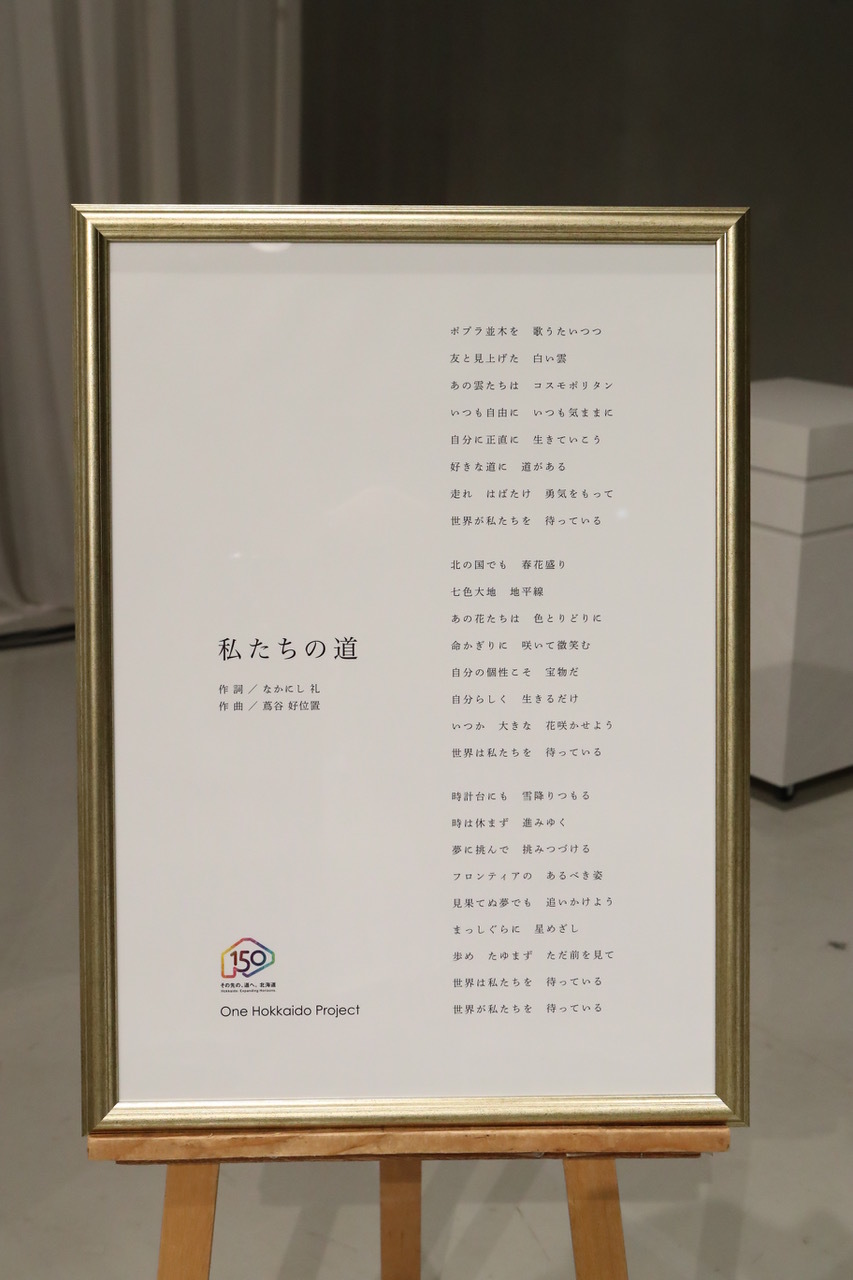 私たちの道
作詞／なかにし 礼
作曲／蔦谷 好位置
ポプラ並木を　歌うたいつつ
友と見上げた　白い雲
あの雲たちは　コスモポリタン
いつも自由に　いつも気ままに
自分に正直に　生きていこう
好きな道に　道がある
走れ　はばたけ　勇気をもって
世界が私たちを　待っている
北の国でも　春花盛り
七色大地　地平線
あの花たちは　色とりどりに
命かぎりに　咲いて微笑む
自分の個性こそ　宝物だ
自分らしく　生きるだけ
いつか　大きな　花咲かせよう
世界は私たちを　待っている
時計台にも　雪降りつもる
時は休まず　進みゆく
夢に挑んで　挑みつづける
フロンティアの　あるべき姿
見果てぬ夢でも　追いかけよう
まっしぐらに　星めざし
歩め　たゆまず　ただ前を見て
世界は私たちを　待っている
世界が私たちを　待っている
150
その先の、道へ。北海道
Hokkaido. Expanding Horizons.
One Hokkaido Project